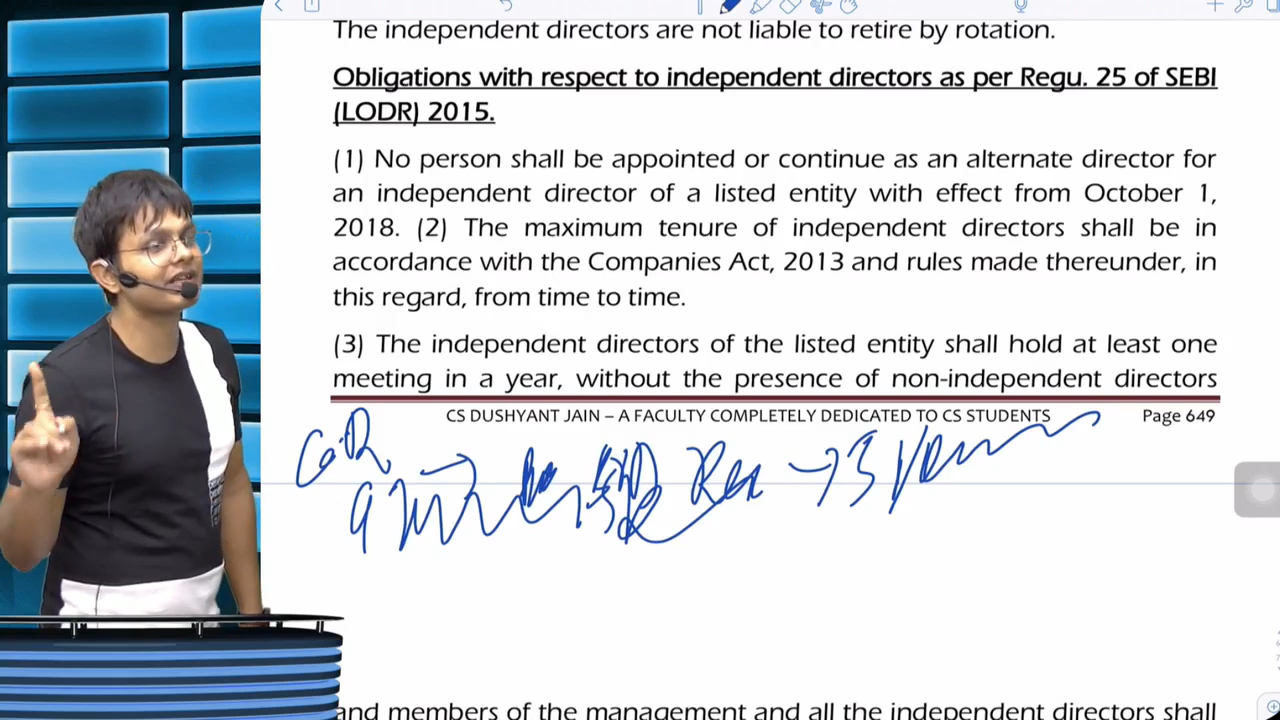 The independent directors are not liable to retire by rotation.
Obligations with respect to independent directors as per Regu. 25 of SEBI
(LODR) 2015.
(1) No person shall be appointed or continue as an alternate director for
an independent director of a listed entity with effect from October 1,
2018. (2) The maximum tenure of independent directors shall be in
accordance with the Companies Act, 2013 and rules made thereunder, in
this regard, from time to time.
(3) The independent directors of the listed entity shall hold at least one
meeting in a year, without the presence of non-independent directors
CS DUSHYANT JAIN – A FACULTY COMPLETELY DEDICATED TO CS STUDENTS Page 649
and members of the management and all the independent directors shall